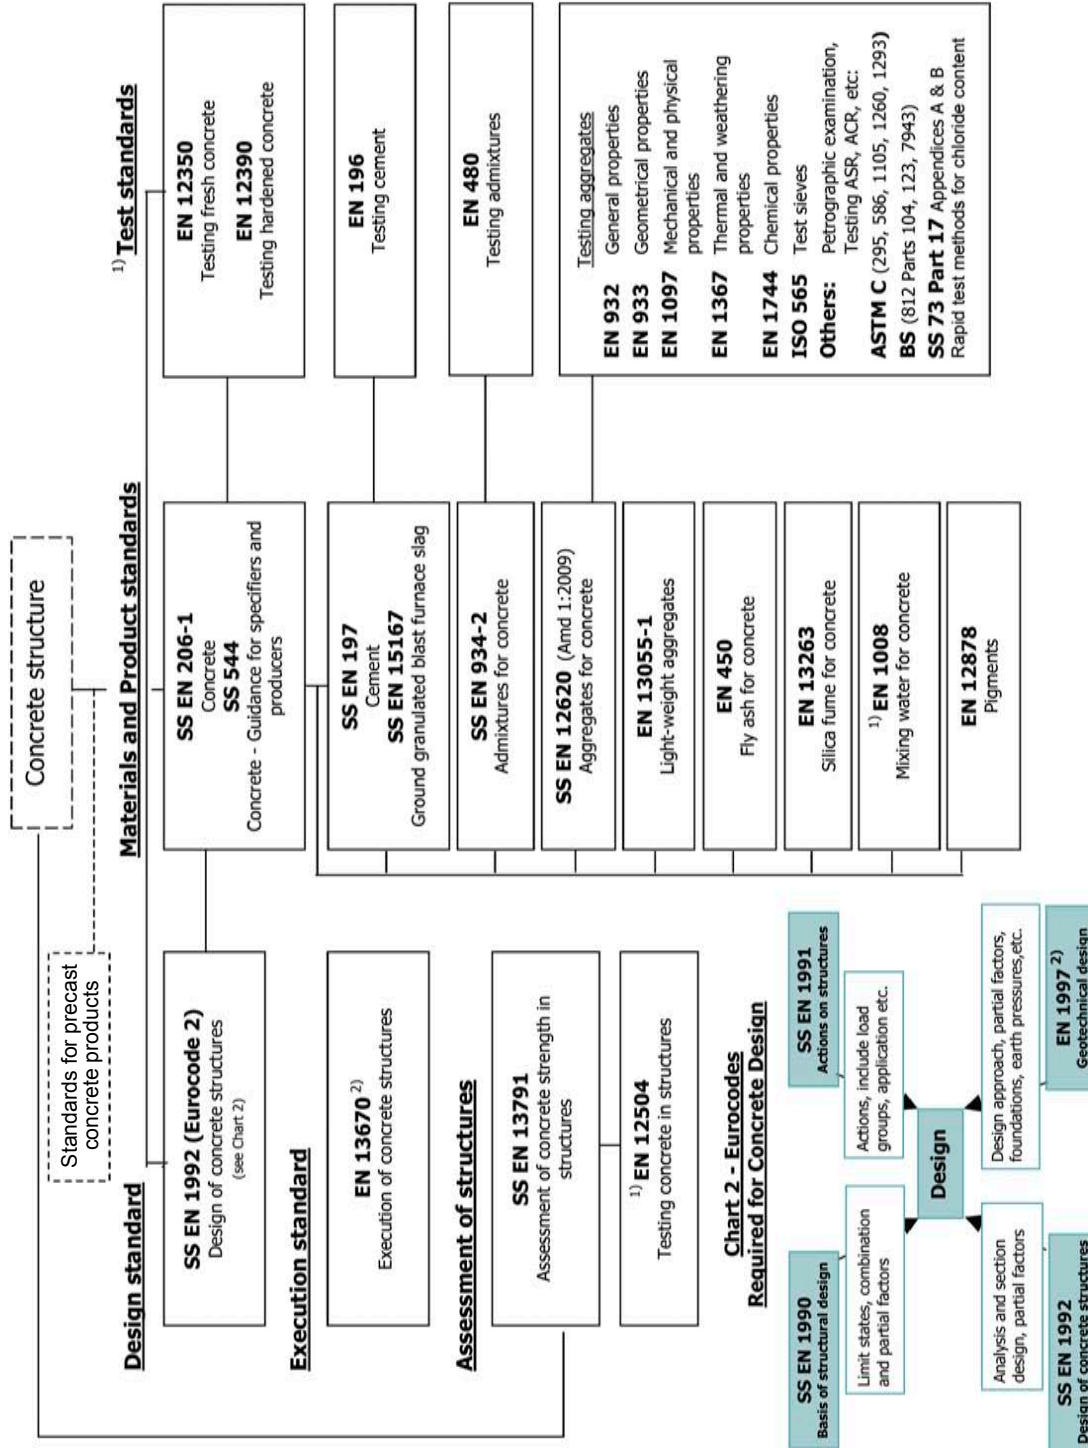 Concrete structure
Standards for precast
concrete products
Design standard
SS EN 1992 (Eurocode 2)
Design of concrete structures
(see Chart 2)
Execution standard
EN 13670 2)
Execution of concrete structures
Assessment of structures
SS EN 13791
Assessment of concrete strength in
structures
1) EN 12504
Testing concrete in structures
Materials and Product standards
SS EN 206-1
Concrete
SS 544
Concrete - Guidance for specifiers and
producers
SS EN 197
Cement
SS EN 15167
Ground granulated blast furnace slag
SS EN 934-2
Admixtures for concrete
SS EN 12620 (Amd 1:2009)
Aggregates for concrete
EN 13055-1
Light-weight aggregates
EN 450
Fly ash for concrete
EN 13263
Silica fume for concrete
1) EN 1008
Mixing water for concrete
EN 12878
Pigments
1) Test standards
EN 12350
Testing fresh concrete
EN 12390
Testing hardened concrete
EN 196
Testing cement
EN 480
Testing admixtures
Testing aggregates
EN 932 General properties
EN 933 Geometrical properties
EN 1097 Mechanical and physical
properties
EN 1367 Thermal and weathering
properties
EN 1744 Chemical properties
ISO 565 Test sieves
Others: Petrographic examination,
Testing ASR, ACR, etc:
ASTM C (295, 586, 1105, 1260, 1293)
BS (812 Parts 104, 123, 7943)
SS 73 Part 17 Appendices A & B
Rapid test methods for chloride content
Chart 2 - Eurocodes
Required for Concrete Design
SS EN 1990
Basis of structural design
Limit states, combination
and partial factors
SS EN 1991
Actions on structures
Actions, include load
groups, application etc.
Design
Analysis and section
design, partial factors
SS EN 1992
Design of concrete structures
Design approach, partial factors,
foundations, earth pressures,etc.
EN 1997 2)
Geotechnical design